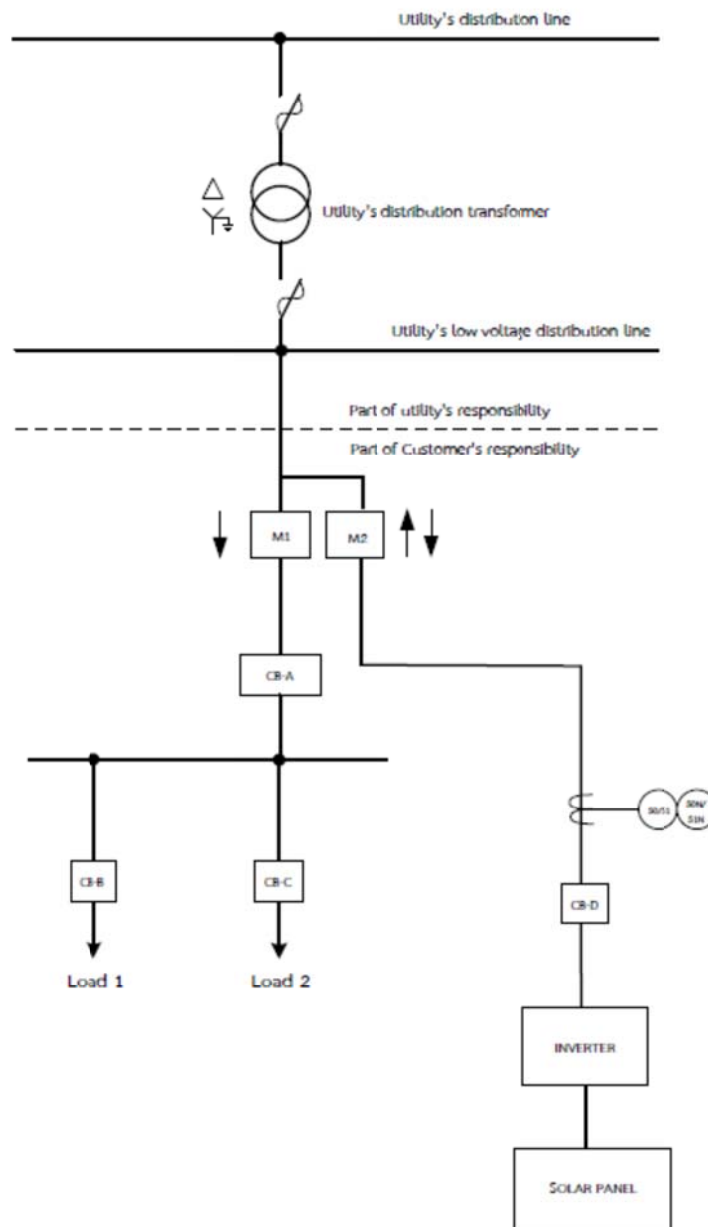 Utility's distribution line
Utility's distribution transformer
Utility's low voltage distribution line
Part of utility's responsibility
Part of Customer's responsibility
M1
M2
CB-A
50/51
50N/
51N
CB-B
CB-C
CB-D
Load 1
Load 2
INVERTER
SOLAR PANEL